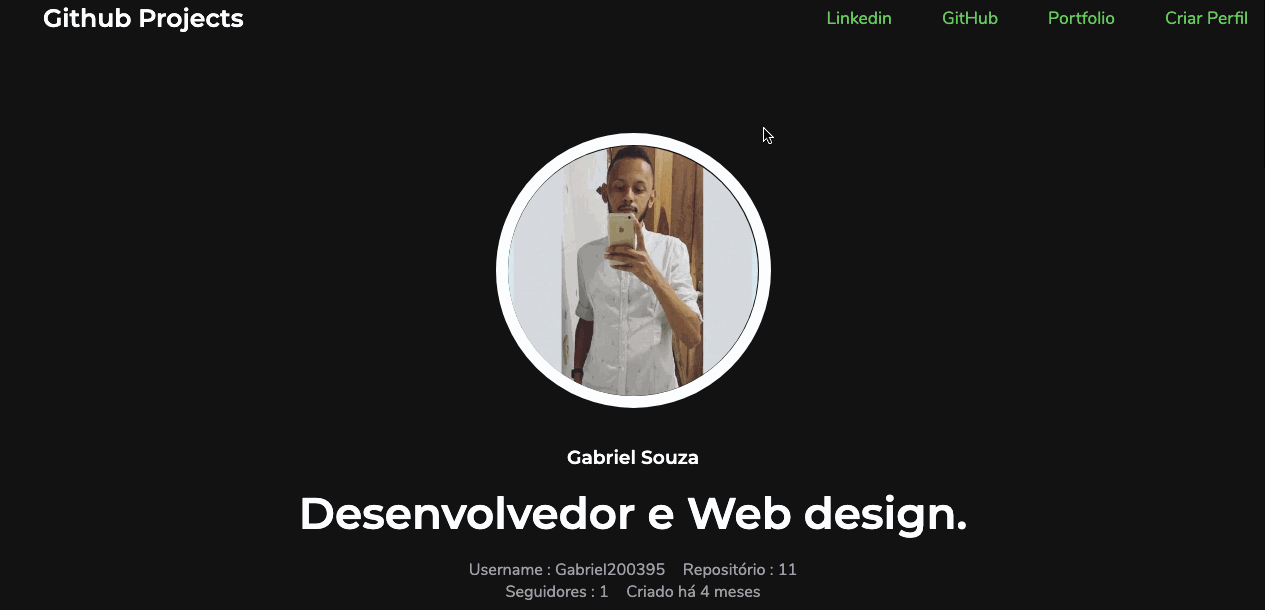 Github Projects
Linkedin GitHub Portfolio Criar Perfil
Gabriel Souza
Desenvolvedor e Web design.
Username : Gabriel200395 Repositório : 11
Seguidores : 1 Criado há 4 meses